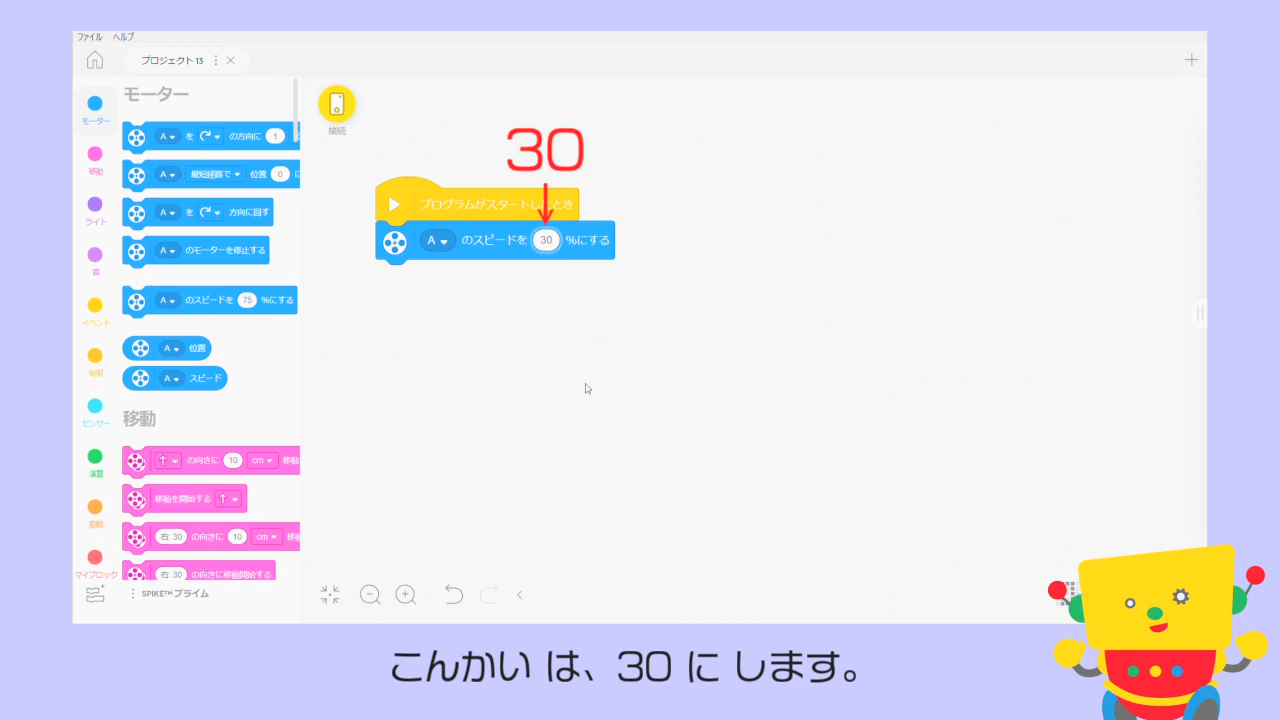 ファイル ヘルプ
プロジェクト 13
モーター
移動
ライト
音
イベント
制御
センサー
演算
変数
マイブロック
モーター
A を の方向に 1
A 最短経路で 位置 0 に
A を 方向に回す
A のモーターを停止する
A のスピードを 75 %にする
A 位置
A スピード
移動
の向きに 10 cm 移動
移動を開始する
右: 30 の向きに 10 cm 移
右: 30 の向きに移動開始する
SPIKE™ プライム
接続
30
プログラムがスタートしたとき
A のスピードを 30 %にする
こんかい は、30 に します。